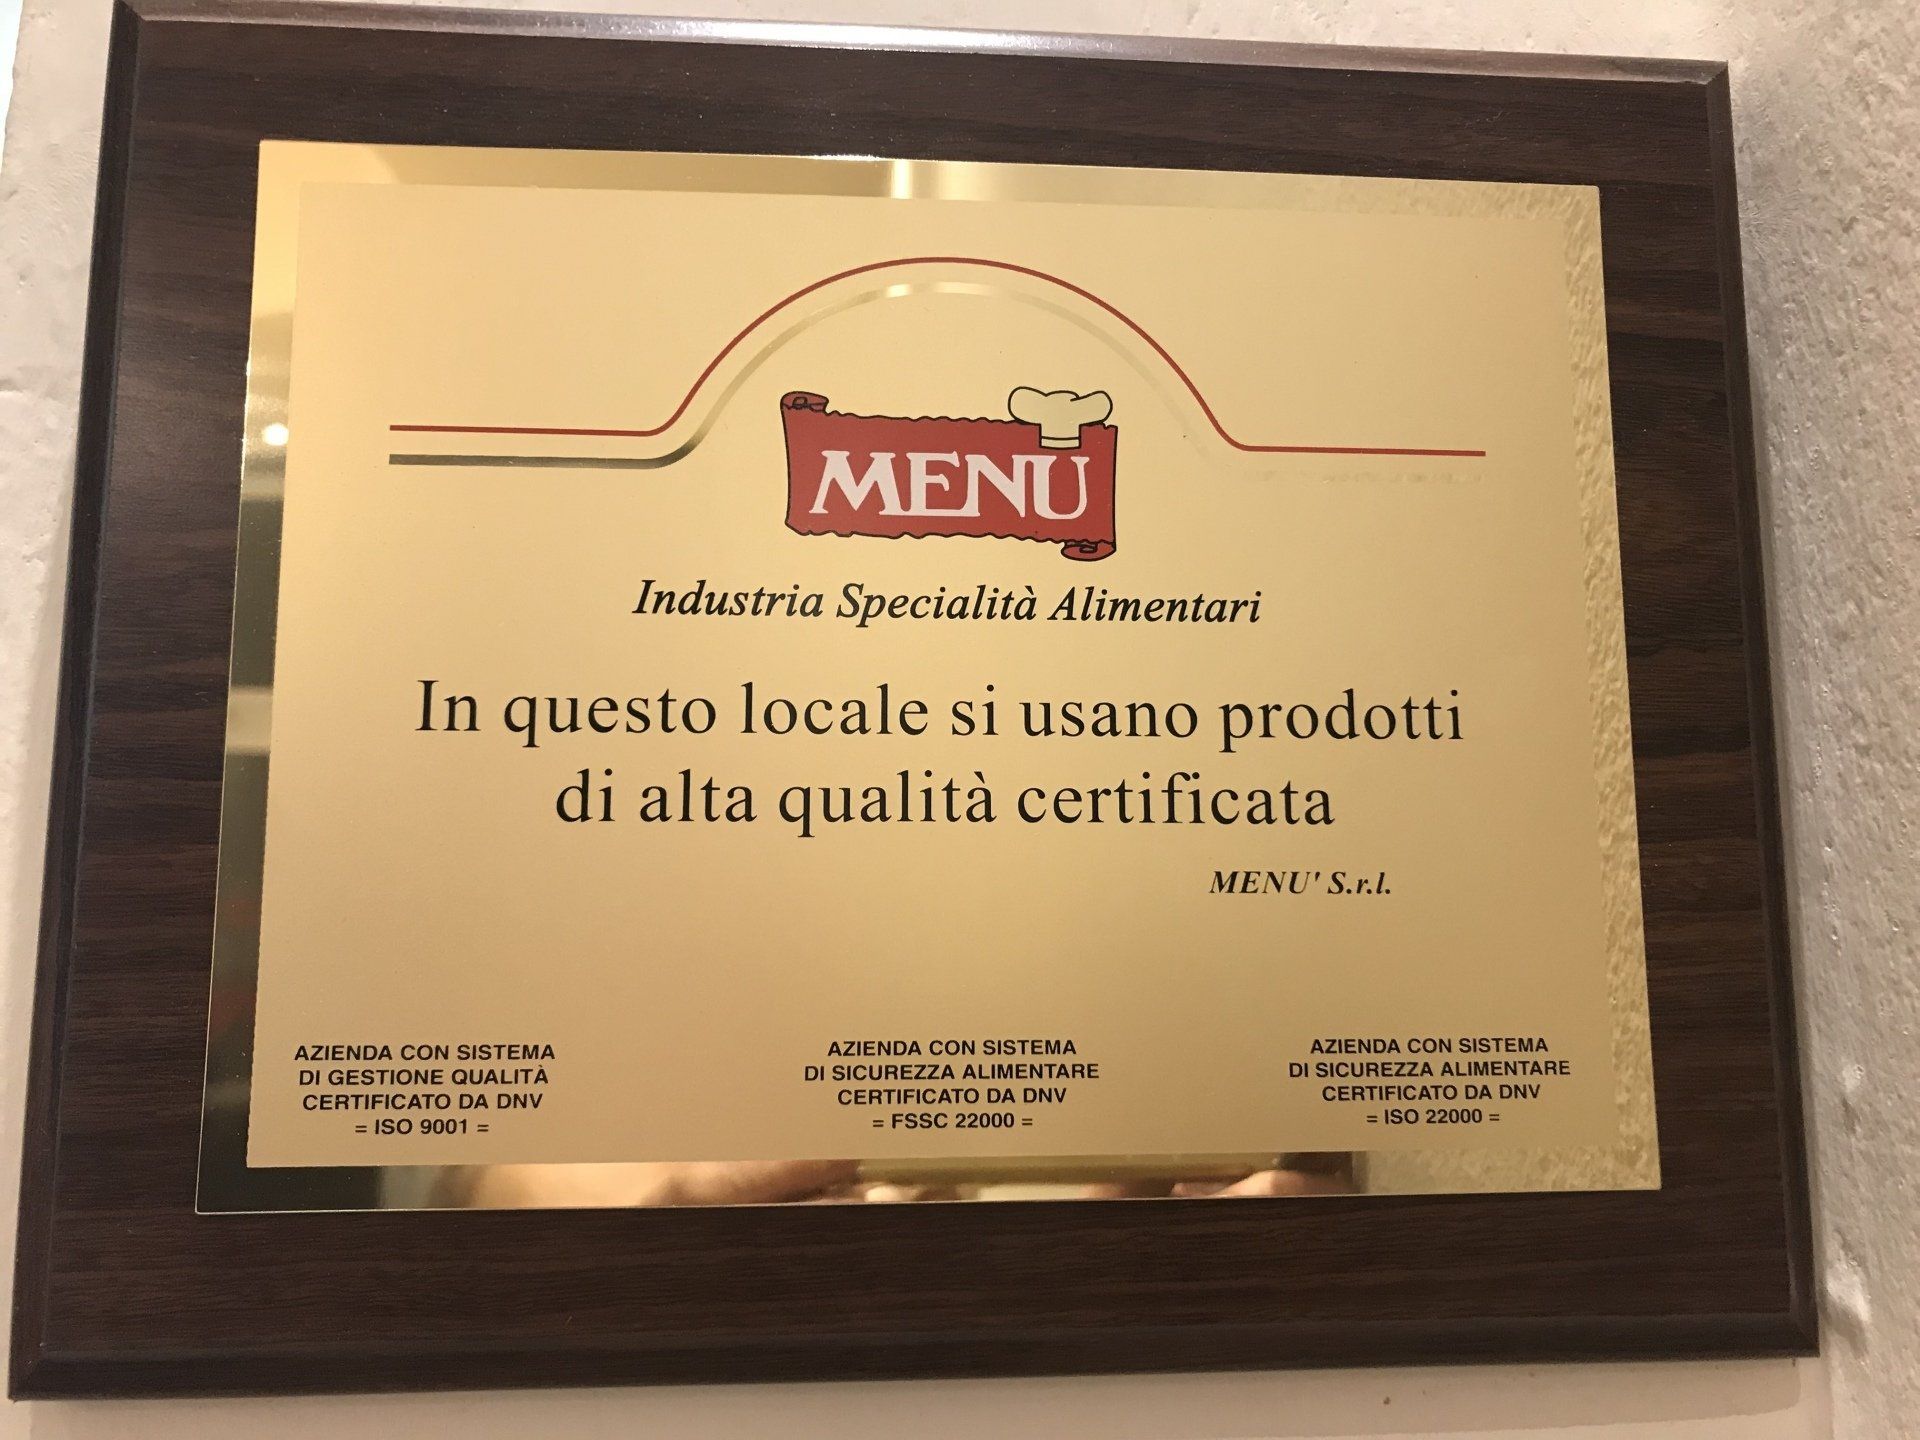 MENU
Industria Specialità Alimentari
In questo locale si usano prodotti
di alta qualità certificata
MENU' S.r.l.
AZIENDA CON SISTEMA
DI GESTIONE QUALITÀ
CERTIFICATO DA DNV
= ISO 9001 =
AZIENDA CON SISTEMA
DI SICUREZZA ALIMENTARE
CERTIFICATO DA DNV
= FSSC 22000 =
AZIENDA CON SISTEMA
DI SICUREZZA ALIMENTARE
CERTIFICATO DA DNV
= ISO 22000 =